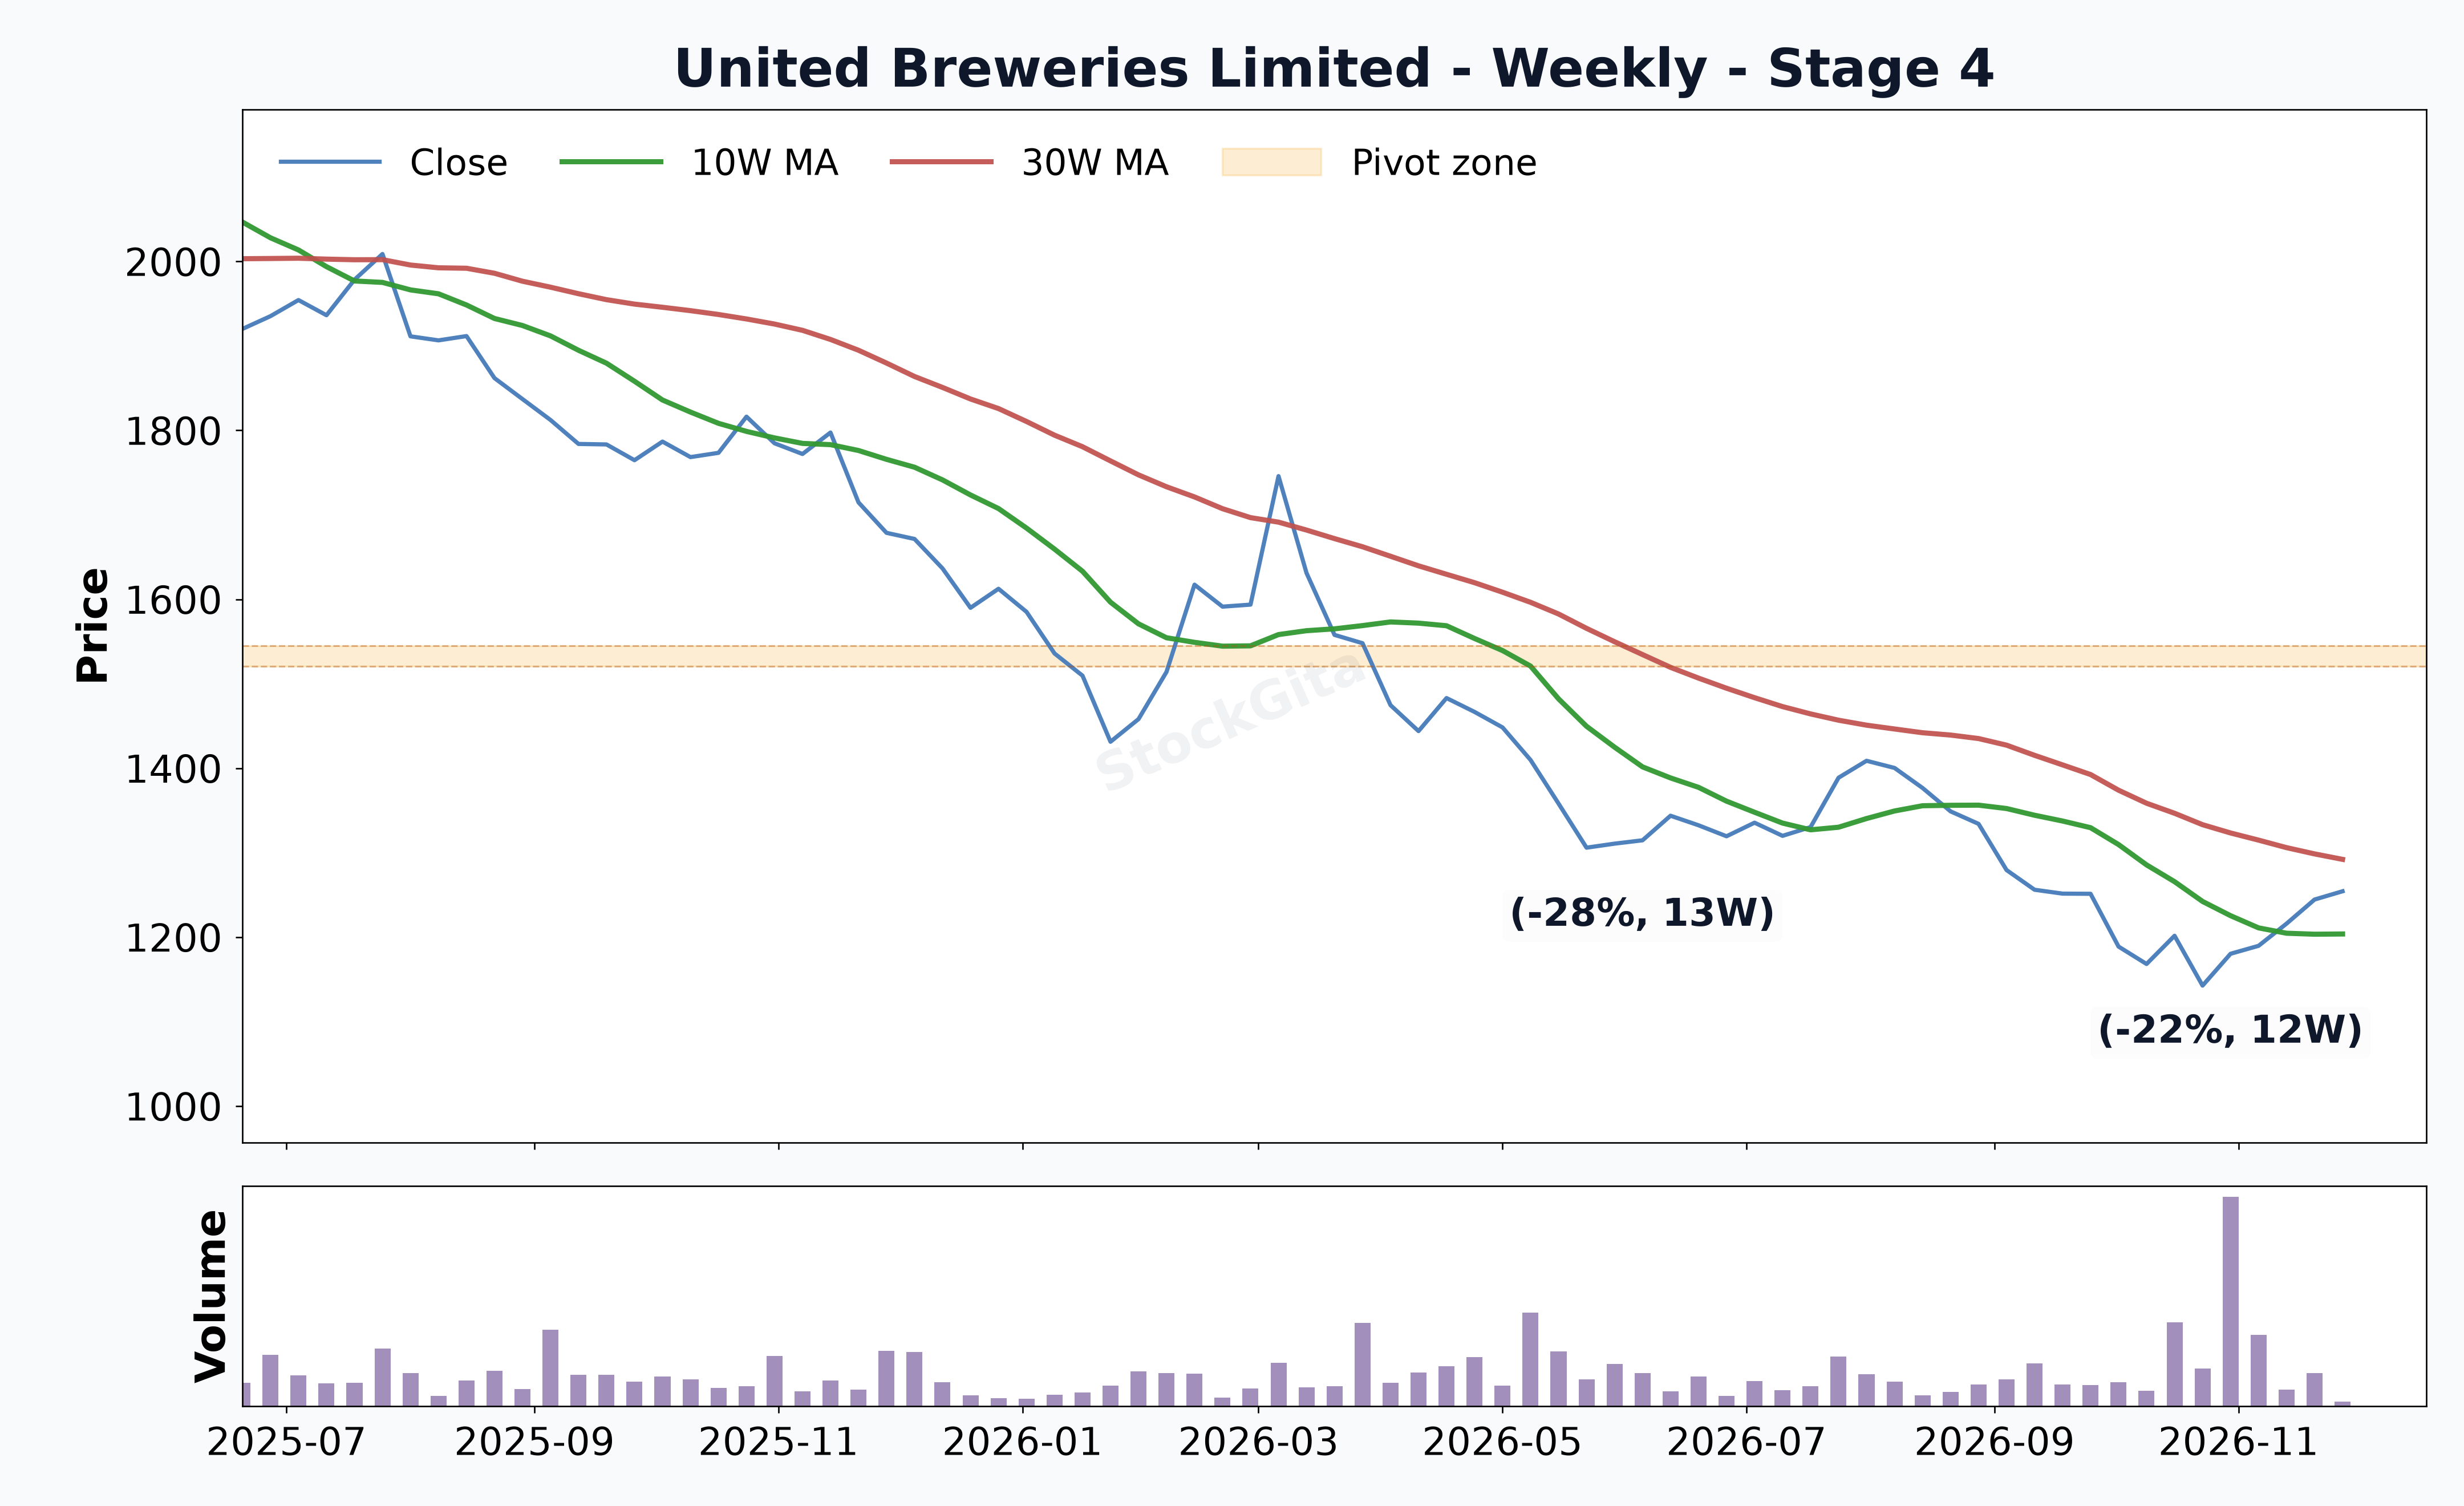 United Breweries Limited - Weekly - Stage 4
Close 10W MA 30W MA Pivot zone
Price
2000
1800
1600
1400
1200
1000
StockGita
(-28%, 13W)
(-22%, 12W)
Volume
2025-07 2025-09 2025-11 2026-01 2026-03 2026-05 2026-07 2026-09 2026-11